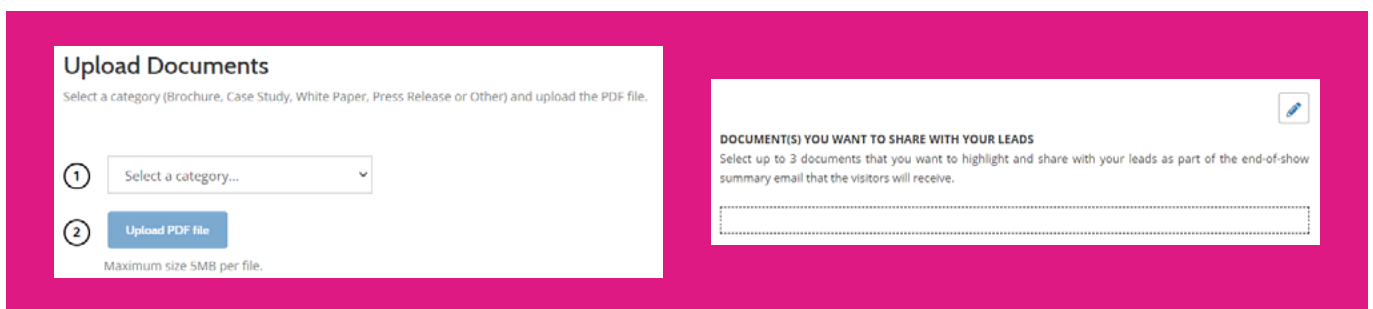 Upload Documents
Select a category (Brochure, Case Study, White Paper, Press Release or Other) and upload the PDF file.
1 Select a category...
2 Upload PDF file
Maximum size 5MB per file.
DOCUMENT(S) YOU WANT TO SHARE WITH YOUR LEADS
Select up to 3 documents that you want to highlight and share with your leads as part of the end-of-show
summary email that the visitors will receive.